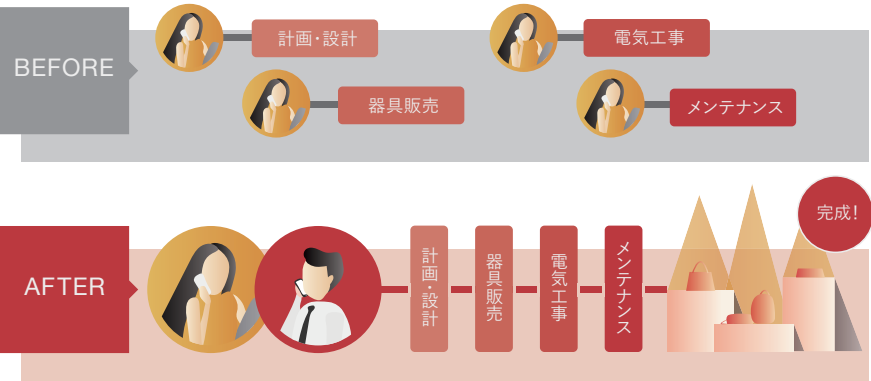 BEFORE
計画・設計
電気工事
器具販売
メンテナンス
AFTER
計画・設計
器具販売
電気工事
メンテナンス
完成!